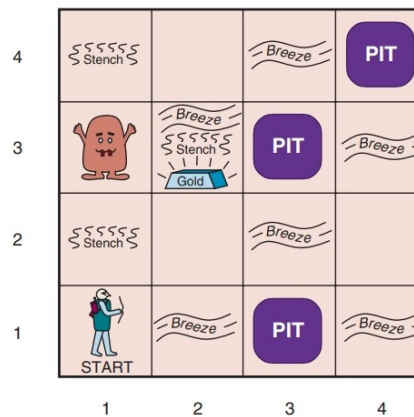 4 Stench Breeze PIT
Breeze
3 PIT Breeze
Stench
Gold
2 Stench Breeze
1 Breeze PIT Breeze
START
1 2 3 4